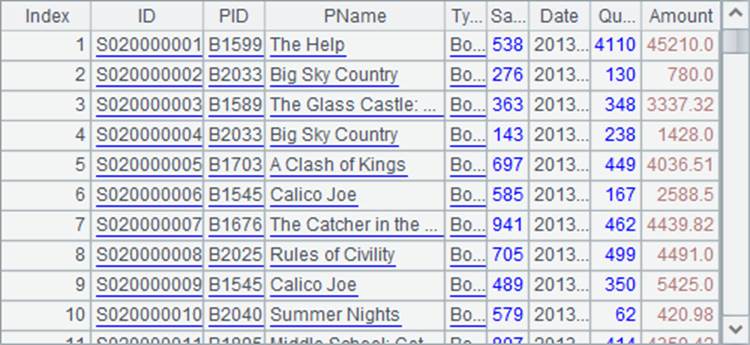 Index ID PID PName Ty... Sa... Date Qu... Amount
1 S020000001 B1599 The Help Bo... 538 2013... 4110 45210.0
2 S020000002 B2033 Big Sky Country Bo... 276 2013... 130 780.0
3 S020000003 B1589 The Glass Castle: ... Bo... 363 2013... 348 3337.32
4 S020000004 B2033 Big Sky Country Bo... 143 2013... 238 1428.0
5 S020000005 B1703 A Clash of Kings Bo... 697 2013... 449 4036.51
6 S020000006 B1545 Calico Joe Bo... 585 2013... 167 2588.5
7 S020000007 B1676 The Catcher in the ... Bo... 941 2013... 462 4439.82
8 S020000008 B2025 Rules of Civility Bo... 705 2013... 499 4491.0
9 S020000009 B1545 Calico Joe Bo... 489 2013... 350 5425.0
10 S020000010 B2040 Summer Nights Bo... 579 2013... 62 420.98
11 S020000011 Middle School: Get Bo... 2013...